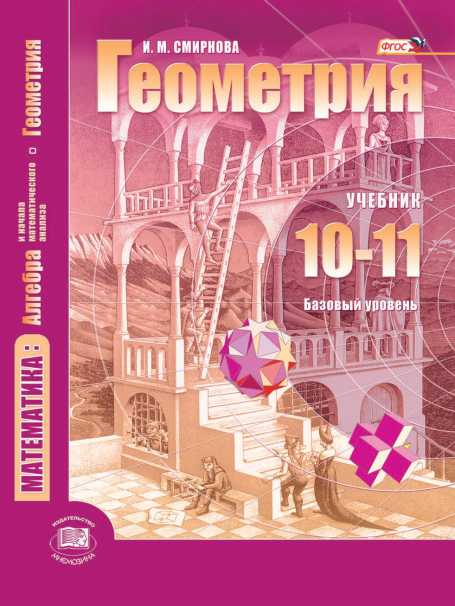 И. М. СМИРНОВА
ФГОС
Геометрия
УЧЕБНИК
10-11
Базовый уровень
МАТЕМАТИКА:
Алгебра
и начала
математического
анализа
Геометрия
ИЗДАТЕЛЬСТВО
МНЕМОЗИНА